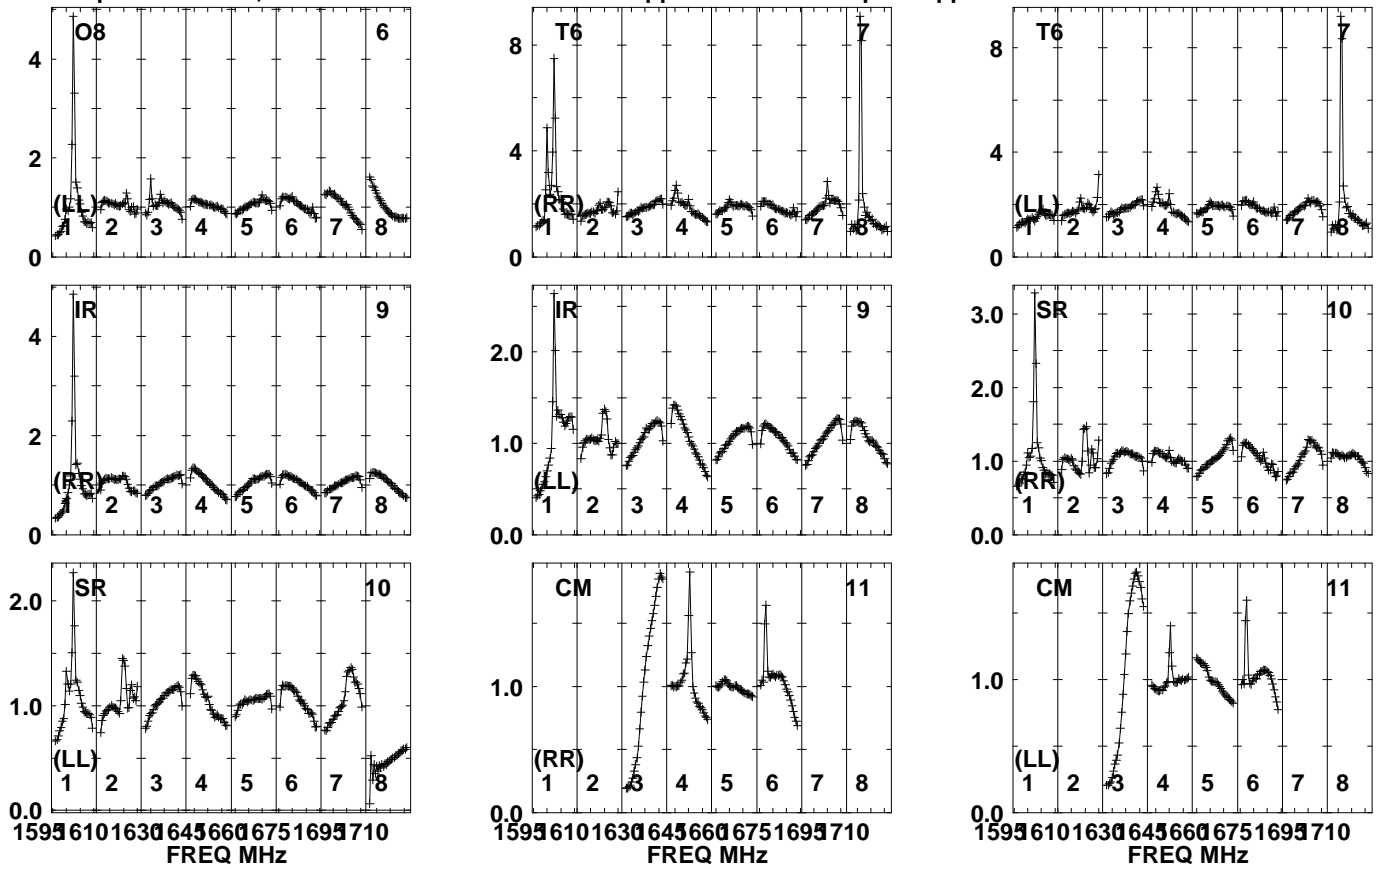 O8 6 T6 7 T6 7
4 8 8
2 4 4
(LL) (RR) (LL)
1 2 3 4 5 6 7 8 1 2 3 4 5 6 7 8 1 2 3 4 5 6 7 8
0 0 0
IR 9 IR 9 SR 10
4 2.0 3.0
2 1.0 2.0
(RR) (LL) 1.0 (RR)
1 2 3 4 5 6 7 8 1 2 3 4 5 6 7 8 1 2 3 4 5 6 7 8
0 0.0 0.0
SR 10 CM 11 CM 11
2.0
1.0 1.0 1.0
(LL) (RR) (LL)
1 2 3 4 5 6 7 8 1 2 3 4 5 6 7 8 1 2 3 4 5 6 7 8
0.0 0.0 0.0
1595 1610 1630 1645 1660 1675 1695 1710 1595 1610 1630 1645 1660 1675 1695 1710 1595 1610 1630 1645 1660 1675 1695 1710
FREQ MHz FREQ MHz FREQ MHz